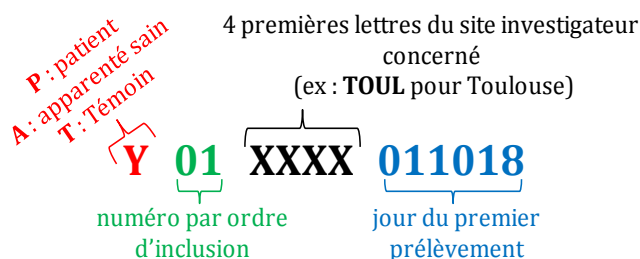 P : patient
A : apparenté sain
T : Témoin
4 premières lettres du site investigateur
concerné
(ex : TOUL pour Toulouse)
Y 01 XXXX 011018
numéro par ordre
d'inclusion
jour du premier
prélèvement